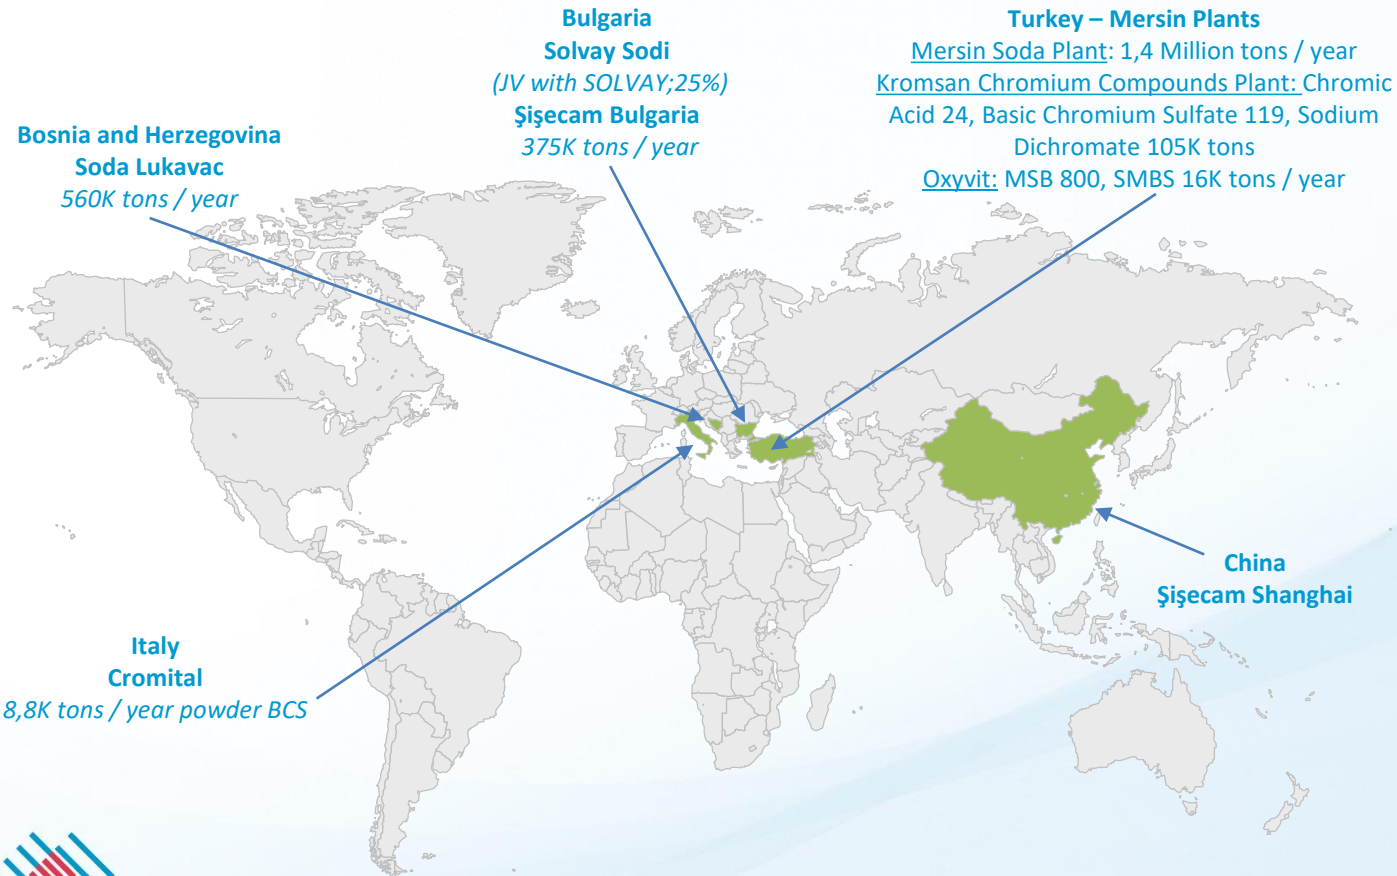 Bulgaria
Solvay Sodi
(JV with SOLVAY;25%)
Şişecam Bulgaria
375K tons / year
Turkey – Mersin Plants
Mersin Soda Plant: 1,4 Million tons / year
Kromsan Chromium Compounds Plant: Chromic
Acid 24, Basic Chromium Sulfate 119, Sodium
Dichromate 105K tons
Oxyvit: MSB 800, SMBS 16K tons / year
Bosnia and Herzegovina
Soda Lukavac
560K tons / year
China
Şişecam Shanghai
Italy
Cromital
8,8K tons / year powder BCS